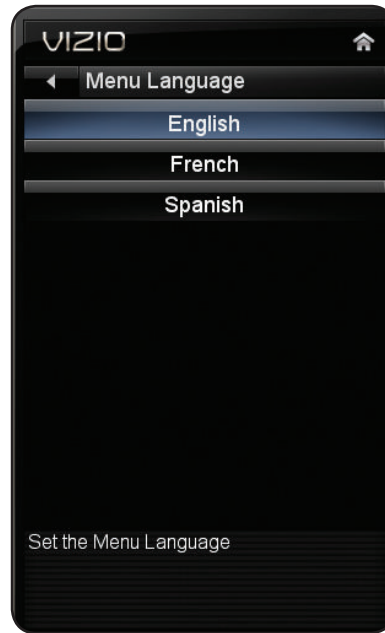 VIZIO
Menu Language
English
French
Spanish
Set the Menu Language